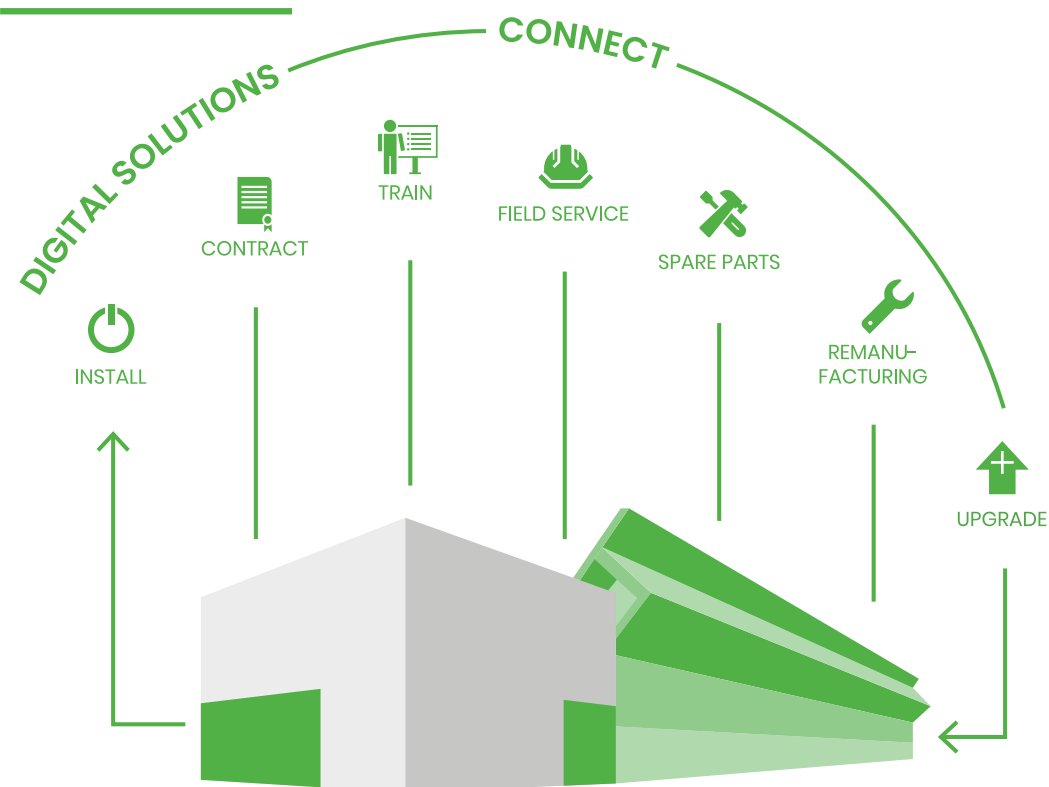 DIGITAL SOLUTIONS
CONNECT
TRAIN
FIELD SERVICE
CONTRACT
SPARE PARTS
REMANU-
FACTURING
INSTALL
UPGRADE